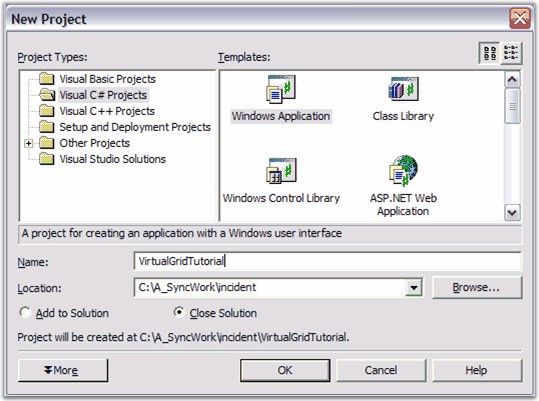 New Project
Project Types:
Templates:
Visual Basic Projects
Visual C# Projects
Visual C++ Projects
Setup and Deployment Projects
Other Projects
Visual Studio Solutions
Windows Application
Class Library
Windows Control Library
ASP.NET Web
Application
A project for creating an application with a Windows user interface
Name:
VirtualGridTutorial
Location:
C:\A_SyncWork\incident
Browse...
Add to Solution
Close Solution
Project will be created at C:\A_SyncWork\incident\VirtualGridTutorial.
More
OK
Cancel
Help